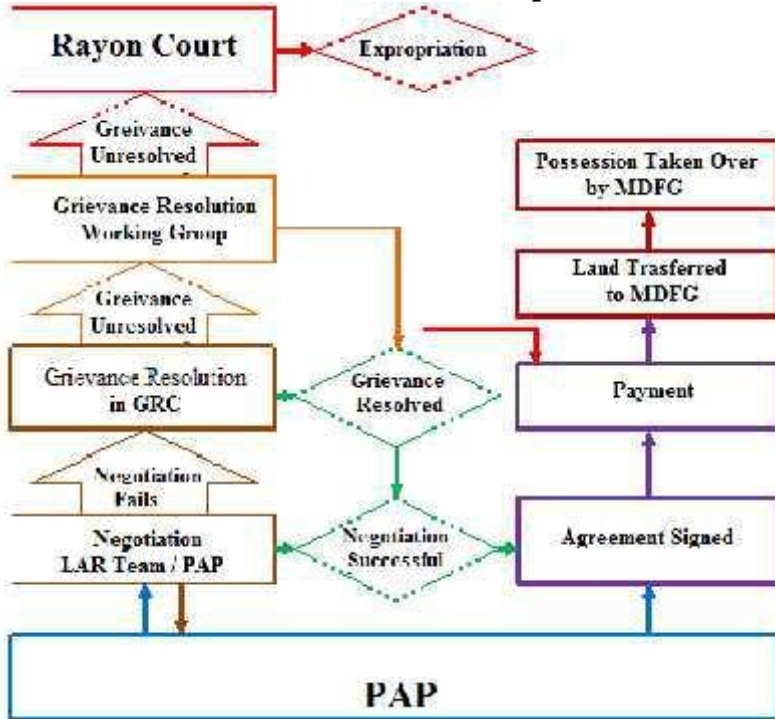 Rayon Court
Expropriation
Greivance
Unresolved
Possession Taken Over
by MDFG
Grievance Resolution
Working Group
Land Trasferred
to MDFG
Greivance
Unresolved
Grievance Resolution
in GRC
Grievance
Resolved
Payment
Negotiation
Fails
Negotiation
LAR Team / PAP
Negotiation
Successful
Agreement Signed
PAP